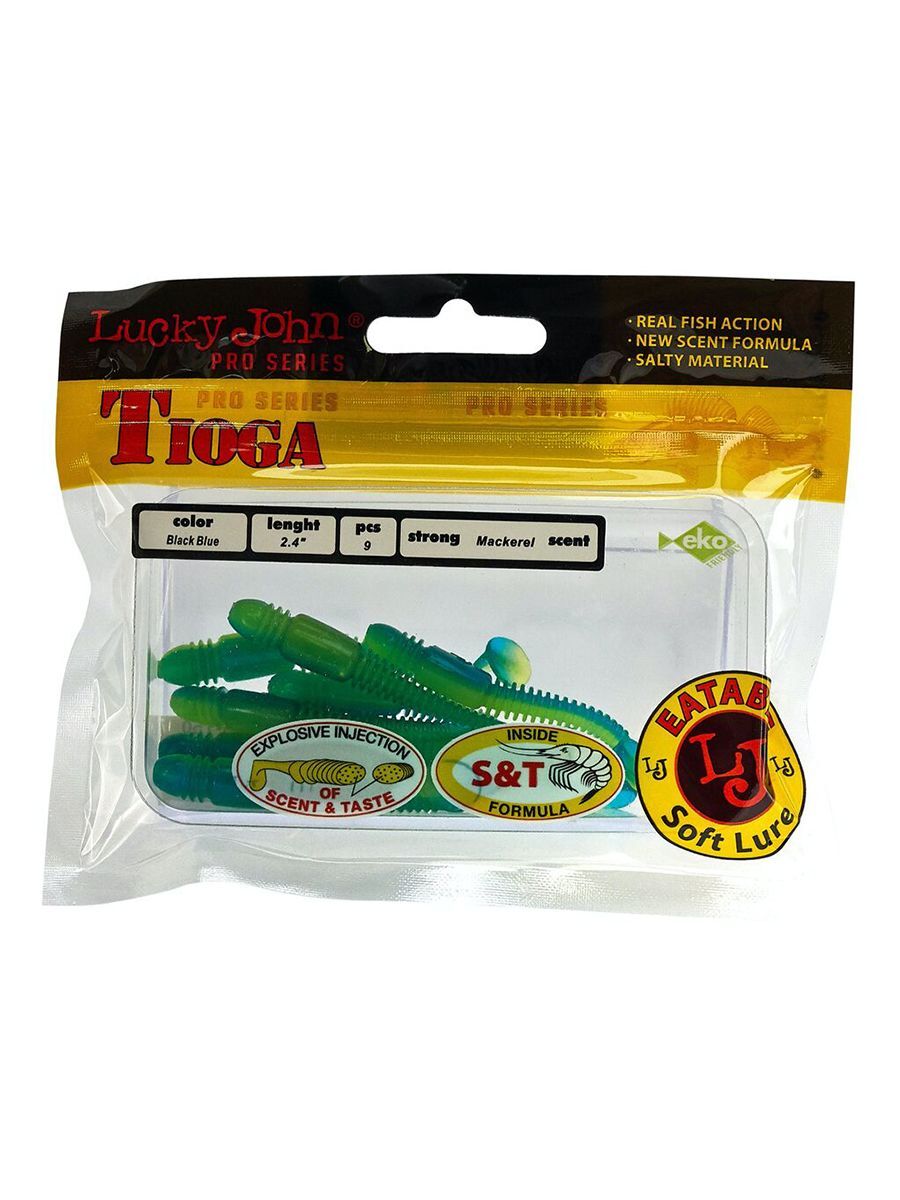 Lucky John®
PRO SERIES
· REAL FISH ACTION
· NEW SCENT FORMULA
· SALTY MATERIAL
PRO SERIES PRO SERIES
TIOGA
color
Black Blue
lenght
2.4"
pcs
9
strong Mackerel scent
eko
FRIENDLY
EXPLOSIVE INJECTION
OF
SCENT & TASTE
INSIDE
S&T
FORMULA
EATAB
LJ LJ LJ
Soft Lure